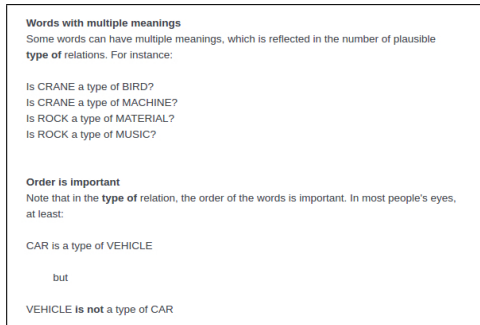 Words with multiple meanings
Some words can have multiple meanings, which is reflected in the number of plausible
type of relations. For instance:
Is CRANE a type of BIRD?
Is CRANE a type of MACHINE?
Is ROCK a type of MATERIAL?
Is ROCK a type of MUSIC?
Order is important
Note that in the type of relation, the order of the words is important. In most people's eyes,
at least:
CAR is a type of VEHICLE
but
VEHICLE is not a type of CAR